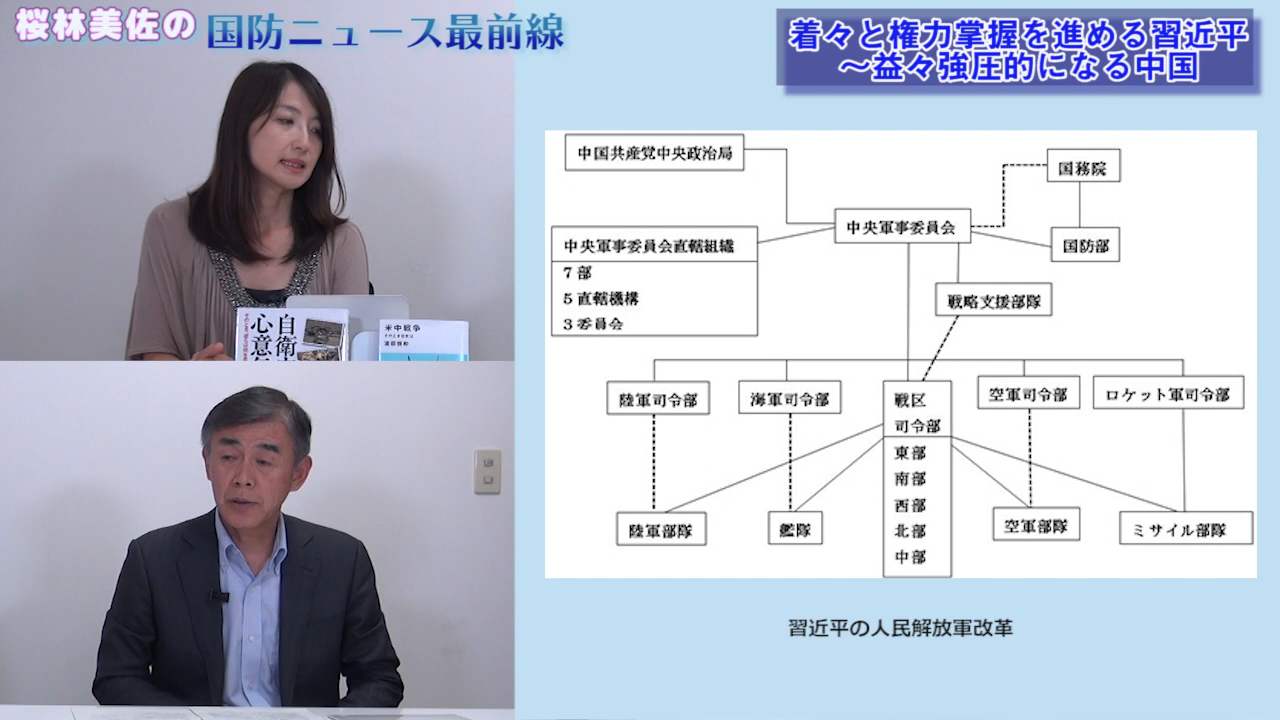 桜林美佐の
国防ニュース最前線
着々と権力掌握を進める習近平
～益々強圧的になる中国
中国共産党中央政治局
国務院
中央軍事委員会
国防部
中央軍事委員会直轄組織
7部
5直轄機構
3委員会
戦略支援部隊
陸軍司令部
海軍司令部
戦区
司令部
東部
南部
西部
北部
中部
空軍司令部
ロケット軍司令部
陸軍部隊
艦隊
空軍部隊
ミサイル部隊
習近平の人民解放軍改革
自衛
心意
米中戦争